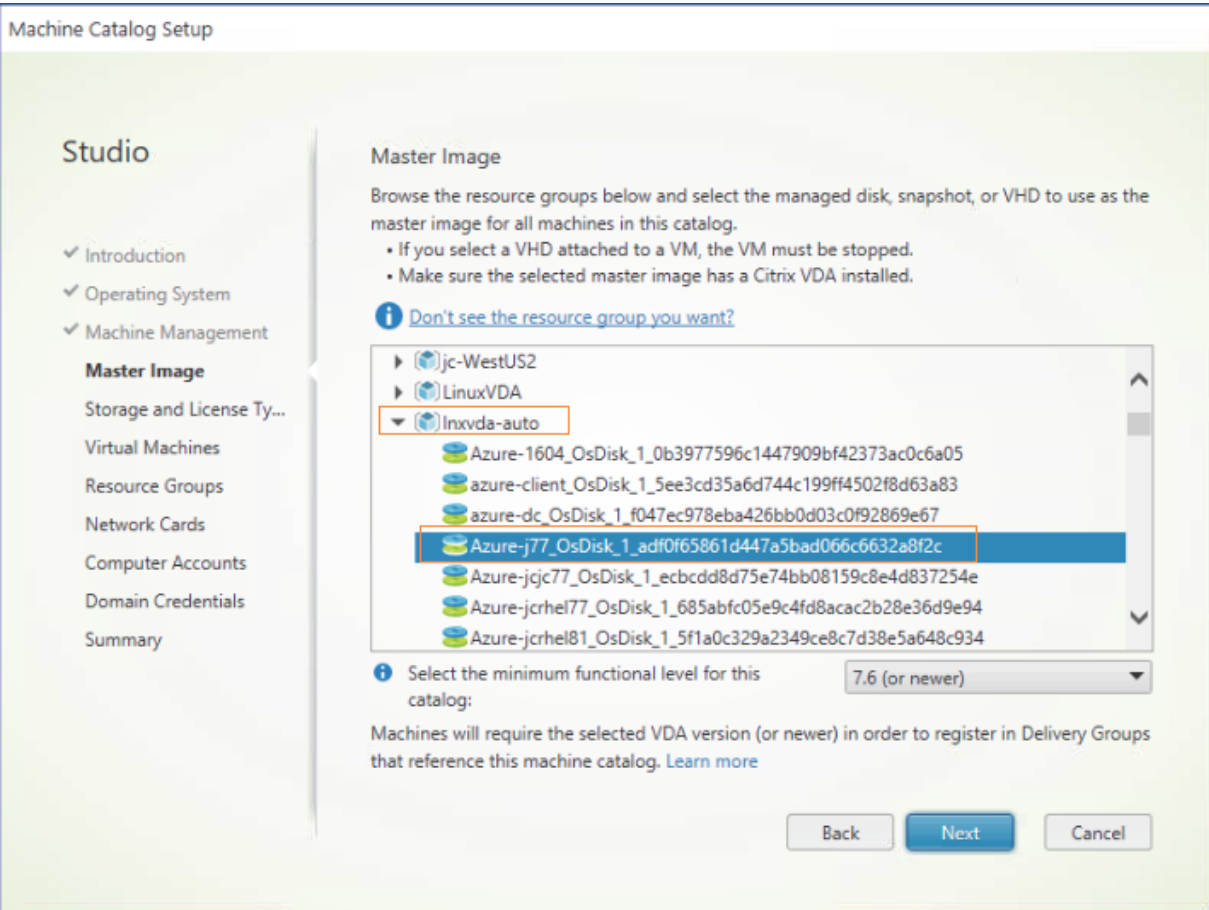 Machine Catalog Setup
Studio
Introduction
Operating System
Machine Management
Master Image
Storage and License Ty...
Virtual Machines
Resource Groups
Network Cards
Computer Accounts
Domain Credentials
Summary
Master Image
Browse the resource groups below and select the managed disk, snapshot, or VHD to use as the
master image for all machines in this catalog.
• If you select a VHD attached to a VM, the VM must be stopped.
• Make sure the selected master image has a Citrix VDA installed.
Don't see the resource group you want?
jc-WestUS2
LinuxVDA
lnxvda-auto
Azure-1604_OsDisk_1_0b3977596c1447909bf42373ac0c6a05
azure-client_OsDisk_1_5ee3cd35a6d744c199ff4502f8d63a83
azure-dc_OsDisk_1_f047ec978eba426bb0d03c0f92869e67
Azure-j77_OsDisk_1_adf0f65861d447a5bad066c6632a8f2c
Azure-jcjc77_OsDisk_1_ecbcdd8d75e74bb08159c8e4d837254e
Azure-jcrhel77_OsDisk_1_685abfc05e9c4fd8acac2b28e36d9e94
Azure-jcrhel81_OsDisk_1_5f1a0c329a2349ce8c7d38e5a648c934
Select the minimum functional level for this
catalog:
7.6 (or newer)
Machines will require the selected VDA version (or newer) in order to register in Delivery Groups
that reference this machine catalog. Learn more
Back
Next
Cancel